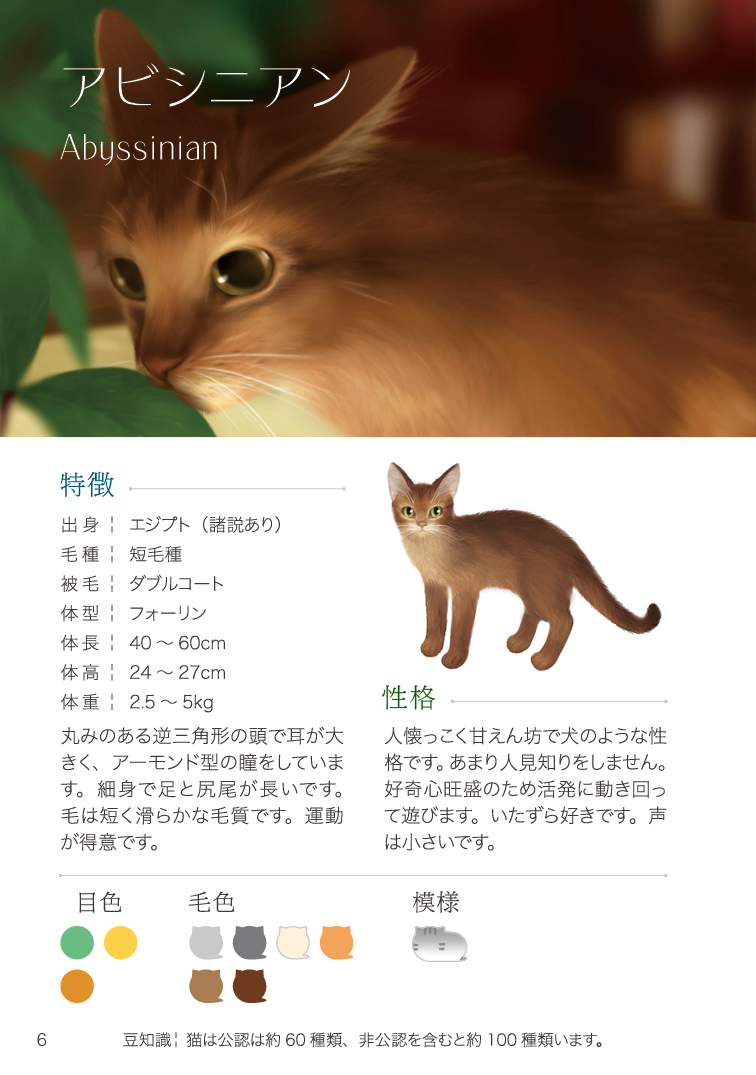 アビシニアン
Abyssinian
特徴
出身¦ エジプト（諸説あり）
毛種¦ 短毛種
被毛¦ ダブルコート
体型¦ フォーリン
体長¦ 40 ～ 60cm
体高¦ 24 ～ 27cm
体重¦ 2.5 ～ 5kg
丸みのある逆三角形の頭で耳が大
きく、アーモンド型の瞳をしていま
す。細身で足と尻尾が長いです。
毛は短く滑らかな毛質です。運動
が得意です。
性格
人懐っこく甘えん坊で犬のような性
格です。あまり人見知りをしません。
好奇心旺盛のため活発に動き回っ
て遊びます。いたずら好きです。声
は小さいです。
目色
毛色
模様
6
豆知識¦ 猫は公認は約 60 種類、非公認を含むと約 100 種類います。